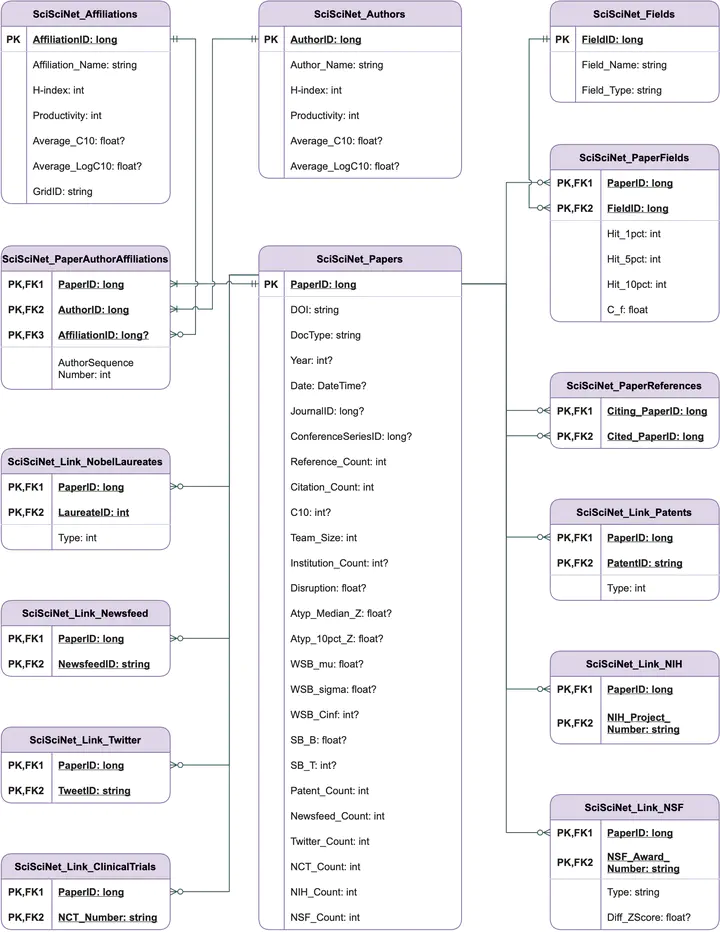 SciSciNet_Affiliations
PK AffiliationID: long
Affiliation_Name: string
H-index: int
Productivity: int
Average_C10: float?
Average_LogC10: float?
GridID: string
SciSciNet_Authors
PK AuthorID: long
Author_Name: string
H-index: int
Productivity: int
Average_C10: float?
Average_LogC10: float?
SciSciNet_Fields
PK FieldID: long
Field_Name: string
Field_Type: string
SciSciNet_PaperFields
PK,FK1 PaperID: long
PK,FK2 FieldID: long
Hit_1pct: int
Hit_5pct: int
Hit_10pct: int
C_f: float
SciSciNet_PaperAuthorAffiliations
PK,FK1 PaperID: long
PK,FK2 AuthorID: long
PK,FK3 AffiliationID: long?
AuthorSequence
Number: int
SciSciNet_Papers
PK PaperID: long
DOI: string
DocType: string
Year: int?
Date: DateTime?
JournalID: long?
ConferenceSeriesID: long?
Reference_Count: int
Citation_Count: int
C10: int?
Team_Size: int
Institution_Count: int?
Disruption: float?
Atyp_Median_Z: float?
Atyp_10pct_Z: float?
WSB_mu: float?
WSB_sigma: float?
WSB_Cinf: int?
SB_B: float?
SB_T: int?
Patent_Count: int
Newsfeed_Count: int
Twitter_Count: int
NCT_Count: int
NIH_Count: int
NSF_Count: int
SciSciNet_PaperReferences
PK,FK1 Citing_PaperID: long
PK,FK2 Cited_PaperID: long
SciSciNet_Link_NobelLaureates
PK,FK1 PaperID: long
PK,FK2 LaureateID: int
Type: int
SciSciNet_Link_Patents
PK,FK1 PaperID: long
PK,FK2 PatentID: string
Type: int
SciSciNet_Link_Newsfeed
PK,FK1 PaperID: long
PK,FK2 NewsfeedID: string
SciSciNet_Link_NIH
PK,FK1 PaperID: long
PK,FK2 NIH_Project_
Number: string
SciSciNet_Link_Twitter
PK,FK1 PaperID: long
PK,FK2 TweetID: string
SciSciNet_Link_NSF
PK,FK1 PaperID: long
PK,FK2 NSF_Award_
Number: string
Type: string
Diff_ZScore: float?
SciSciNet_Link_ClinicalTrials
PK,FK1 PaperID: long
PK,FK2 NCT_Number: string